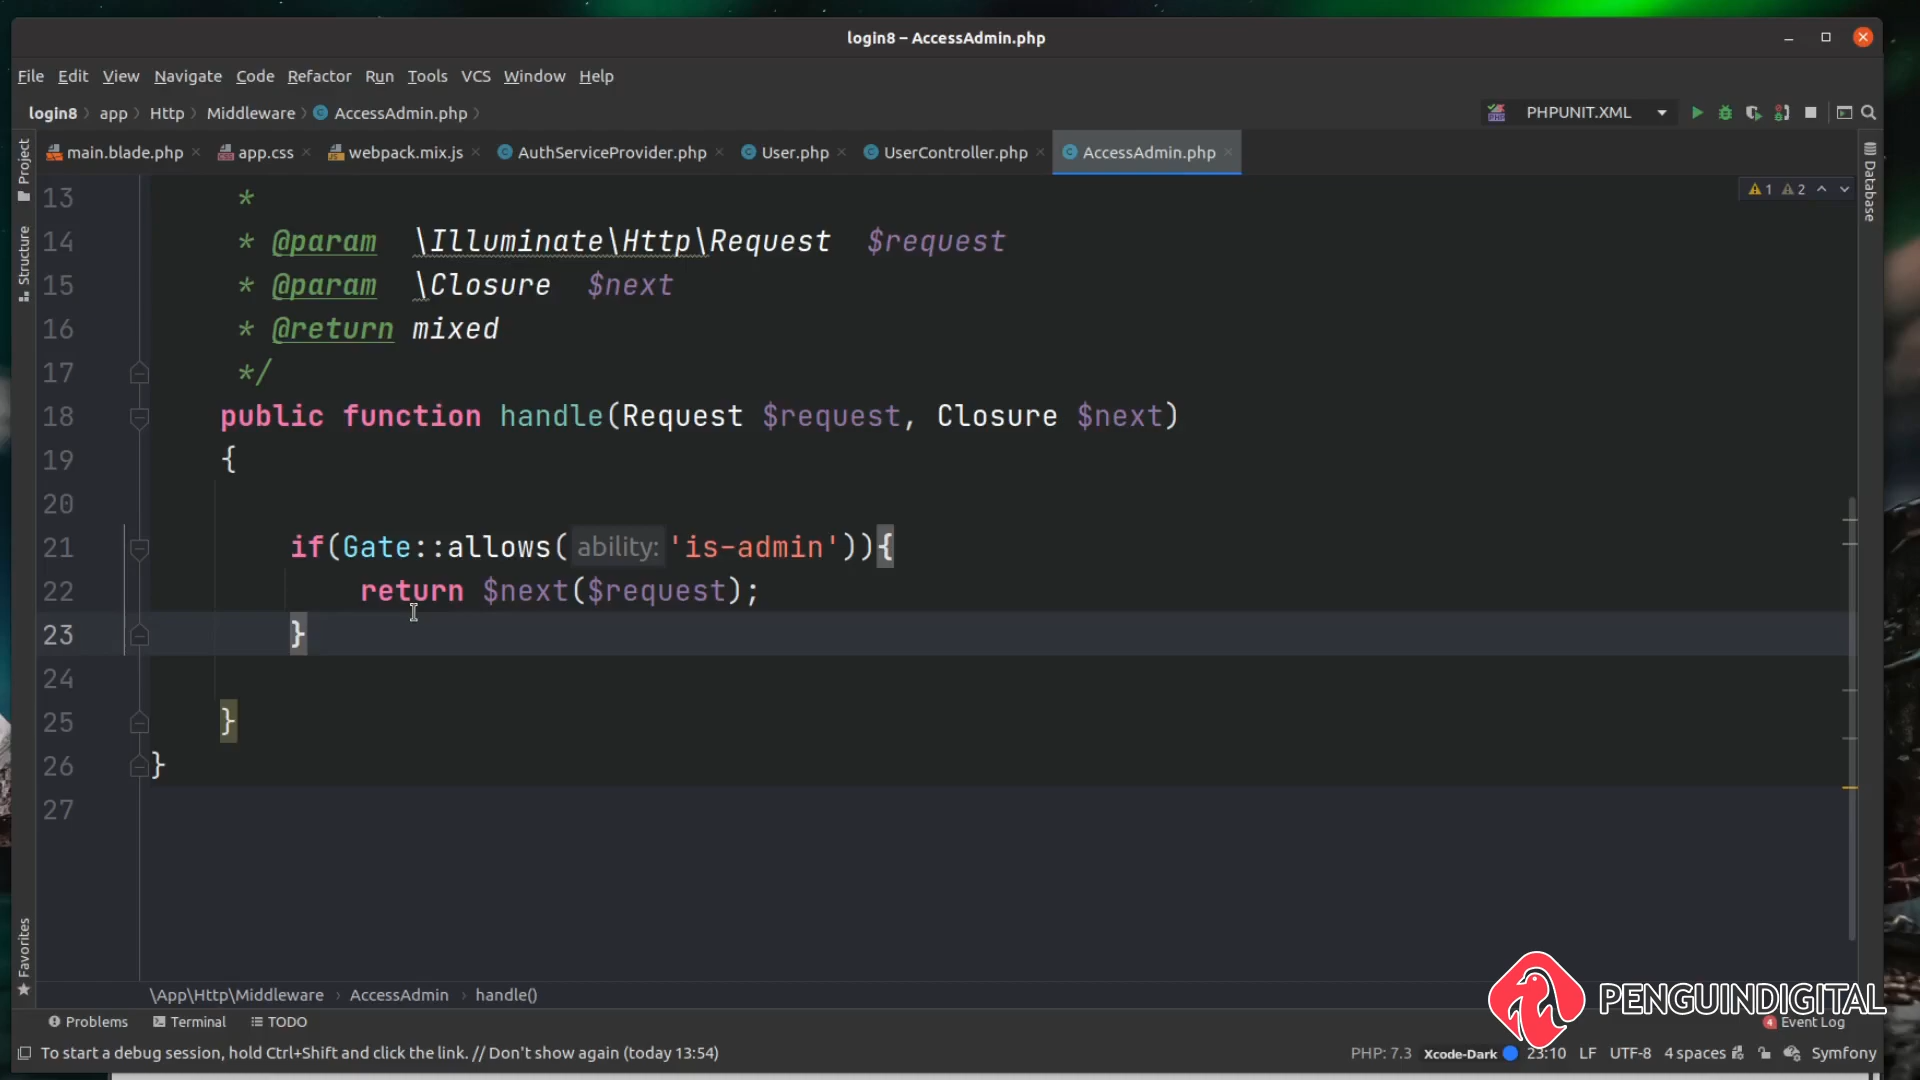 login8 – AccessAdmin.php
File Edit View Navigate Code Refactor Run Tools VCS Window Help
login8 app Http Middleware AccessAdmin.php PHPUNIT.XML
main.blade.php app.css webpack.mix.js AuthServiceProvider.php User.php UserController.php AccessAdmin.php
Project
Structure
Favorites
Database
1 2
13 *
14 * @param \Illuminate\Http\Request $request
15 * @param \Closure $next
16 * @return mixed
17 */
18 public function handle(Request $request, Closure $next)
19 {
20
21 if(Gate::allows( ability: 'is-admin')){
22 return $next($request);
23 }
24
25 }
26 }
27
\App\Http\Middleware AccessAdmin handle()
PENGUINDIGITAL
Problems Terminal TODO 4 Event Log
To start a debug session, hold Ctrl+Shift and click the link. // Don't show again (today 13:54) PHP: 7.3 Xcode-Dark 23:10 LF UTF-8 4 spaces Symfony